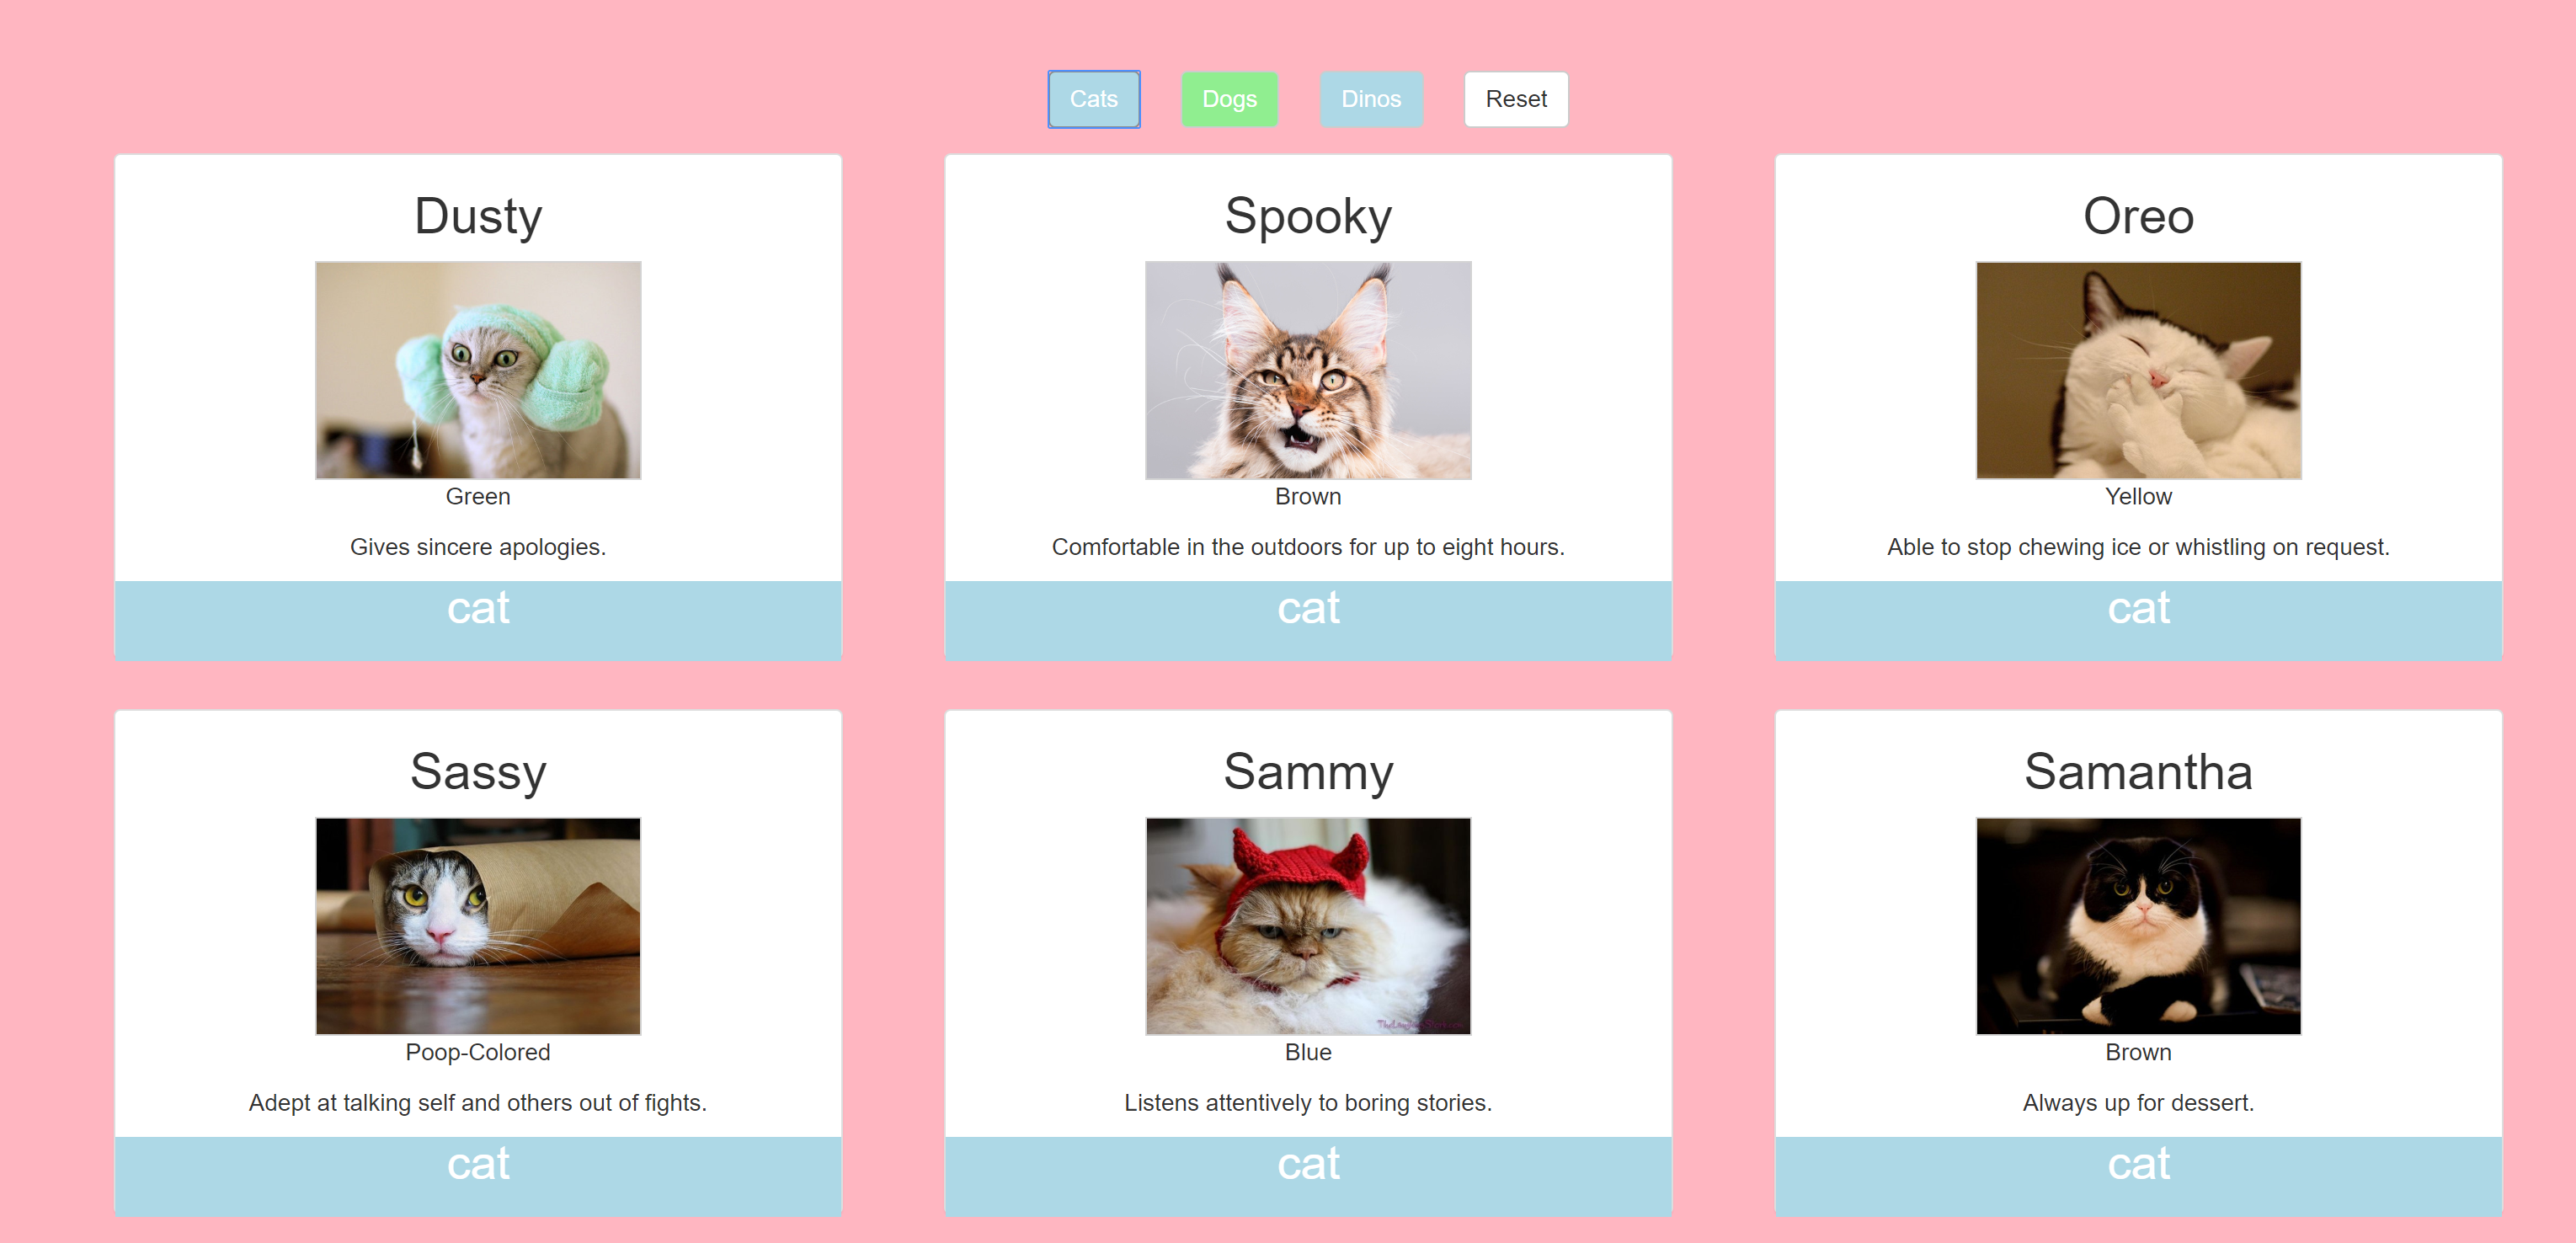 Cats Dogs Dinos Reset
Dusty
Green
Gives sincere apologies.
cat
Spooky
Brown
Comfortable in the outdoors for up to eight hours.
cat
Oreo
Yellow
Able to stop chewing ice or whistling on request.
cat
Sassy
Poop-Colored
Adept at talking self and others out of fights.
cat
Sammy
Blue
Listens attentively to boring stories.
cat
Samantha
Brown
Always up for dessert.
cat